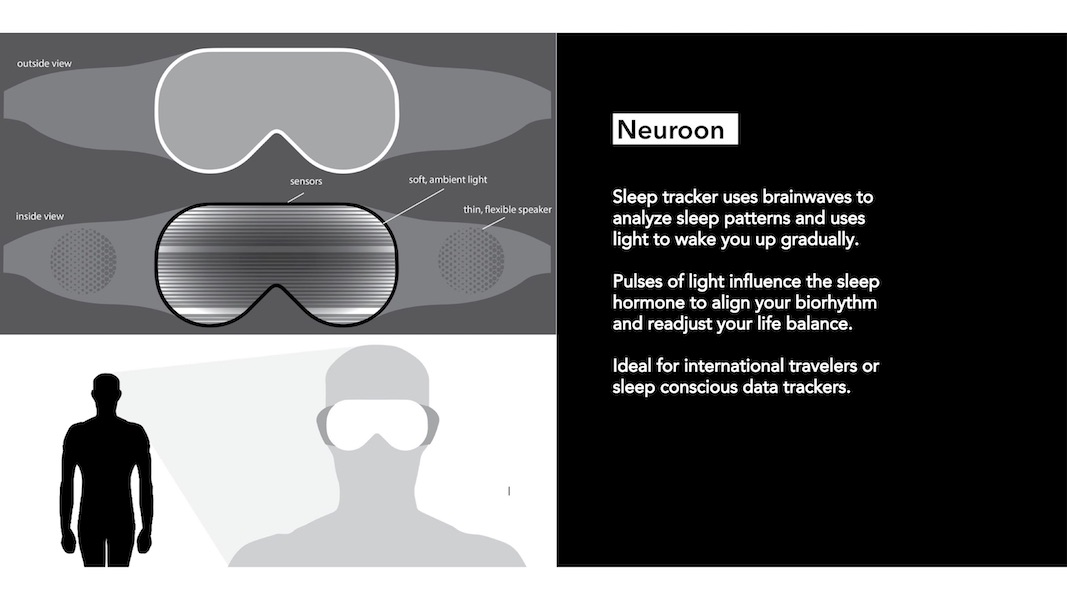 outside view
sensors
soft, ambient light
inside view
thin, flexible speaker
Neuroon
Sleep tracker uses brainwaves to
analyze sleep patterns and uses
light to wake you up gradually.
Pulses of light influence the sleep
hormone to align your biorhythm
and readjust your life balance.
Ideal for international travelers or
sleep conscious data trackers.